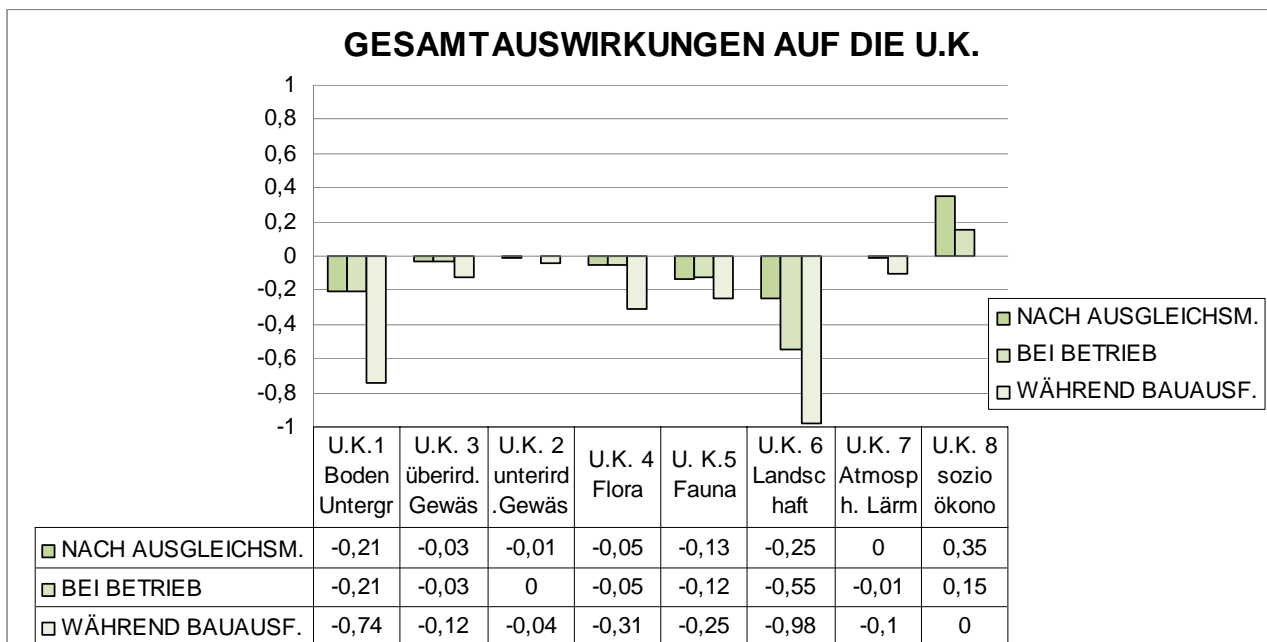 GESAMTAUSWIRKUNGEN AUF DIE U.K.
1
0,8
0,6
0,4
0,2
0
-0,2
-0,4
-0,6
-0,8
-1
NACH AUSGLEICHSM.
BEI BETRIEB
WÄHREND BAUAUSF.
U.K.1 U.K. 3 U.K. 2 U.K. 4 U. K.5 U.K. 6 U.K. 7 U.K. 8
Boden überird. unterird Flora Fauna Landsc Atmosp sozio
Untergr Gewäs .Gewäs haft h. Lärm ökono
NACH AUSGLEICHSM. -0,21 -0,03 -0,01 -0,05 -0,13 -0,25 0 0,35
BEI BETRIEB -0,21 -0,03 0 -0,05 -0,12 -0,55 -0,01 0,15
WÄHREND BAUAUSF. -0,74 -0,12 -0,04 -0,31 -0,25 -0,98 -0,1 0